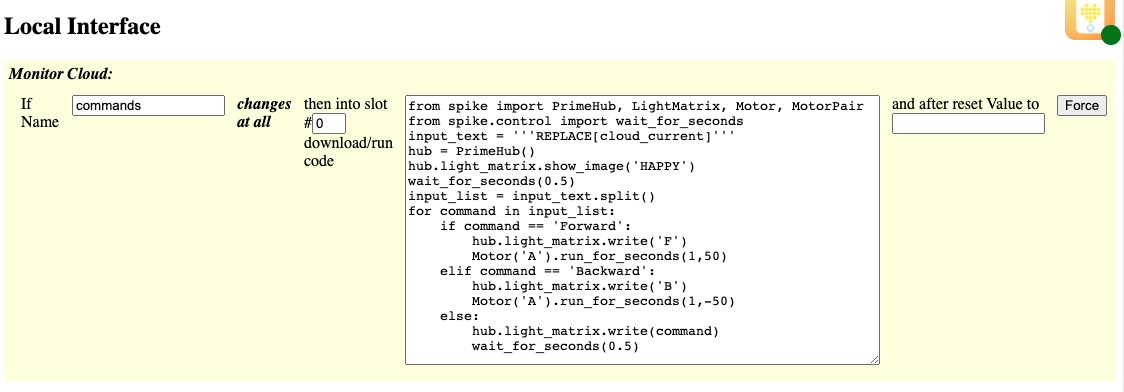 Local Interface
Monitor Cloud:
If Name
commands
changes at all
then into slot
#0
download/run
code
from spike import PrimeHub, LightMatrix, Motor, MotorPair
from spike.control import wait_for_seconds
input_text = '''REPLACE[cloud_current]'''
hub = PrimeHub()
hub.light_matrix.show_image('HAPPY')
wait_for_seconds(0.5)
input_list = input_text.split()
for command in input_list:
    if command == 'Forward':
        hub.light_matrix.write('F')
        Motor('A').run_for_seconds(1,50)
    elif command == 'Backward':
        hub.light_matrix.write('B')
        Motor('A').run_for_seconds(1,-50)
    else:
        hub.light_matrix.write(command)
        wait_for_seconds(0.5)
and after reset Value to
Force